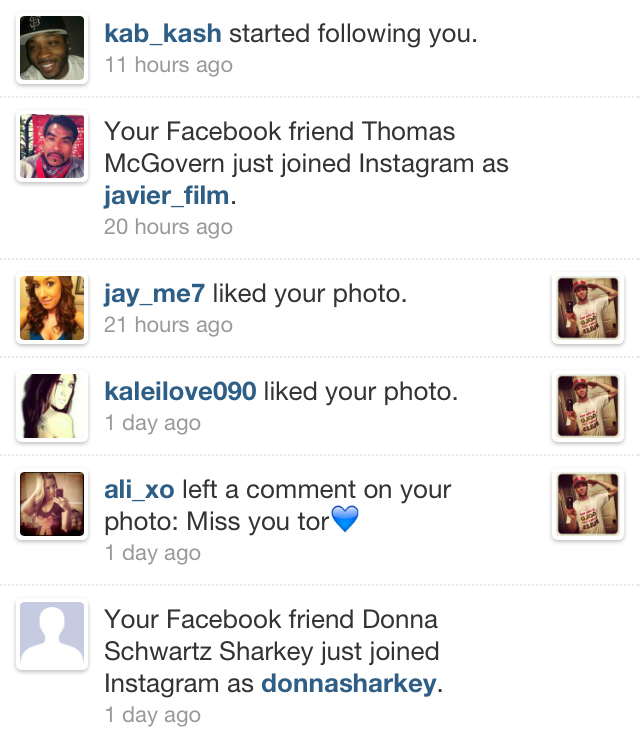 kab_kash started following you.
11 hours ago
Your Facebook friend Thomas
McGovern just joined Instagram as
javier_film.
20 hours ago
jay_me7 liked your photo.
21 hours ago
kaleilove090 liked your photo.
1 day ago
ali_xo left a comment on your
photo: Miss you tor💙
1 day ago
Your Facebook friend Donna
Schwartz Sharkey just joined
Instagram as donnasharkey.
1 day ago